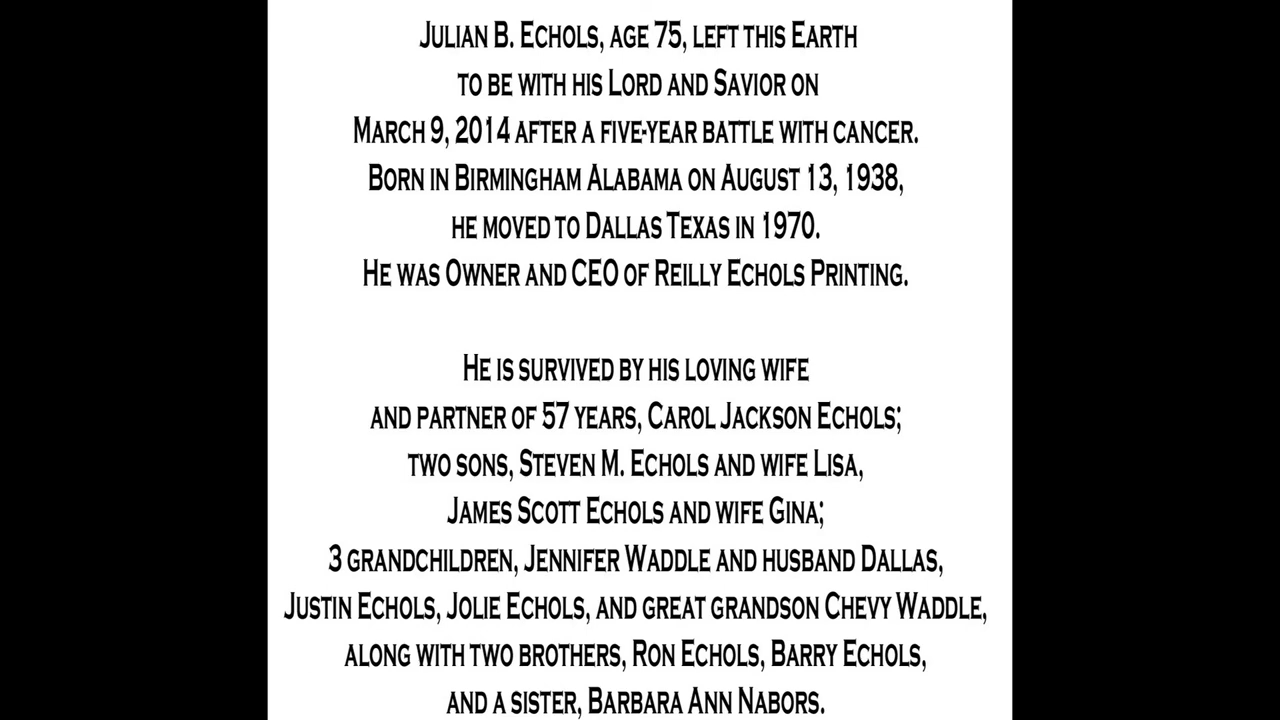 Julian B. Echols, age 75, left this Earth
to be with his Lord and Savior on
March 9, 2014 after a five-year battle with cancer.
Born in Birmingham Alabama on August 13, 1938,
he moved to Dallas Texas in 1970.
He was Owner and CEO of Reilly Echols Printing.
He is survived by his loving wife
and partner of 57 years, Carol Jackson Echols;
two sons, Steven M. Echols and wife Lisa,
James Scott Echols and wife Gina;
3 grandchildren, Jennifer Waddle and husband Dallas,
Justin Echols, Jolie Echols, and great grandson Chevy Waddle,
along with two brothers, Ron Echols, Barry Echols,
and a sister, Barbara Ann Nabors.